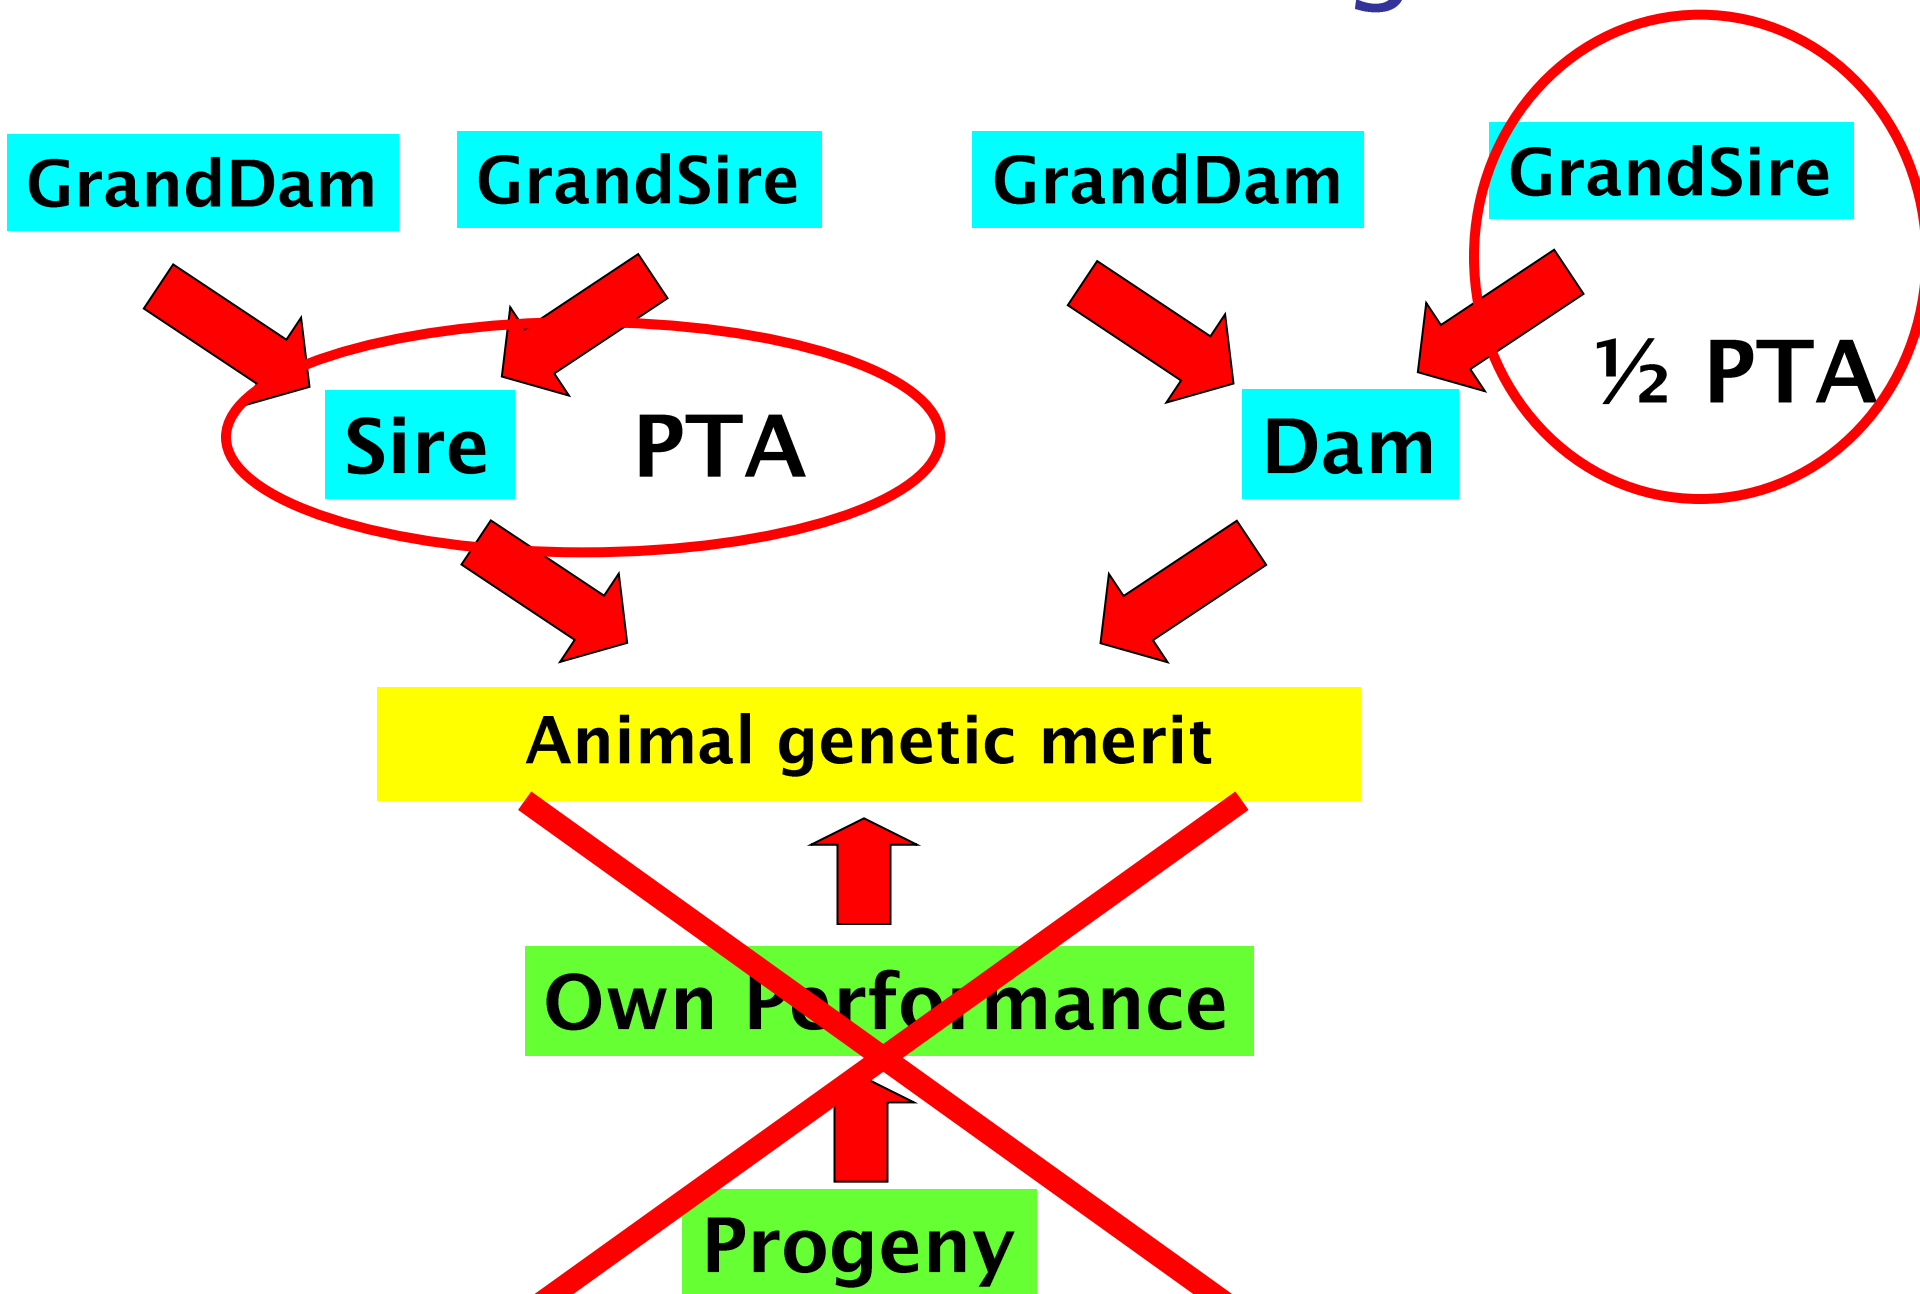 GrandDam
GrandSire
GrandDam
GrandSire
½ PTA
Sire
PTA
Dam
Animal genetic merit
Own Performance
Progeny